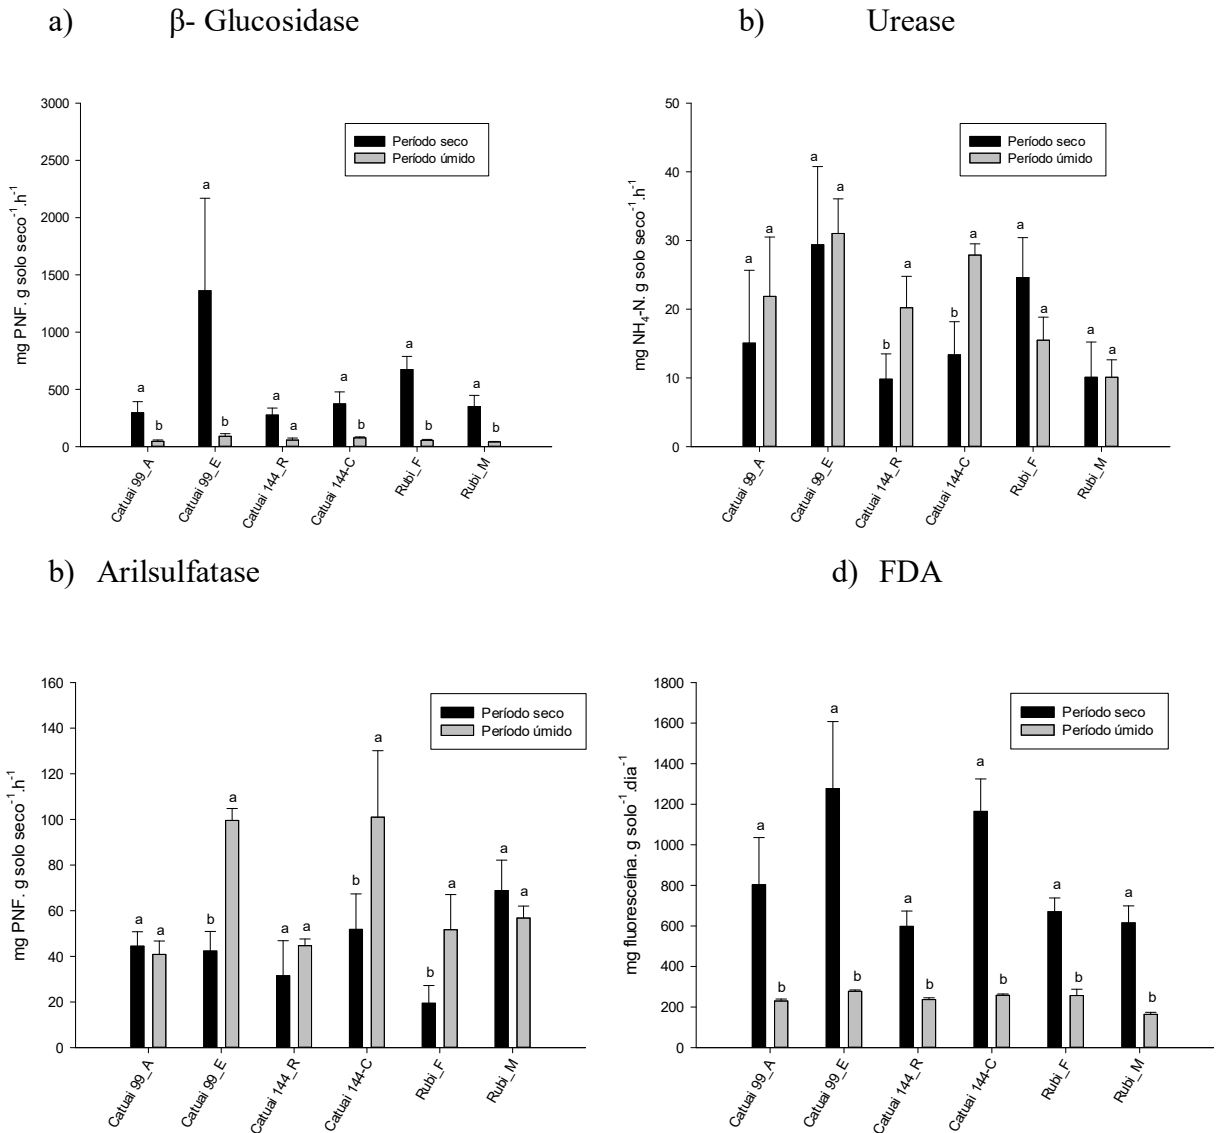 a) β- Glucosidase
3000
2500
2000
1500
1000
500
0
mg PNF. g solo seco⁻¹.h⁻¹
Período seco
Período úmido
a b a b a a a b a b a b
Catuai 99_A
Catuai 99_E
Catuai 144_R
Catuai 144-C
Rubi_F
Rubi_M
b) Urease
50
40
30
20
10
0
mg NH₄-N. g solo seco⁻¹.h⁻¹
Período seco
Período úmido
a a a a b a b a a a a a
Catuai 99_A
Catuai 99_E
Catuai 144_R
Catuai 144-C
Rubi_F
Rubi_M
b) Arilsulfatase
160
140
120
100
80
60
40
20
0
mg PNF. g solo seco⁻¹.h⁻¹
Período seco
Período úmido
a a b a a a b a b a a a
Catuai 99_A
Catuai 99_E
Catuai 144_R
Catuai 144-C
Rubi_F
Rubi_M
d) FDA
1800
1600
1400
1200
1000
800
600
400
200
0
mg fluoresceína. g solo⁻¹.dia⁻¹
Período seco
Período úmido
a b a b a b a b a b a b
Catuai 99_A
Catuai 99_E
Catuai 144_R
Catuai 144-C
Rubi_F
Rubi_M